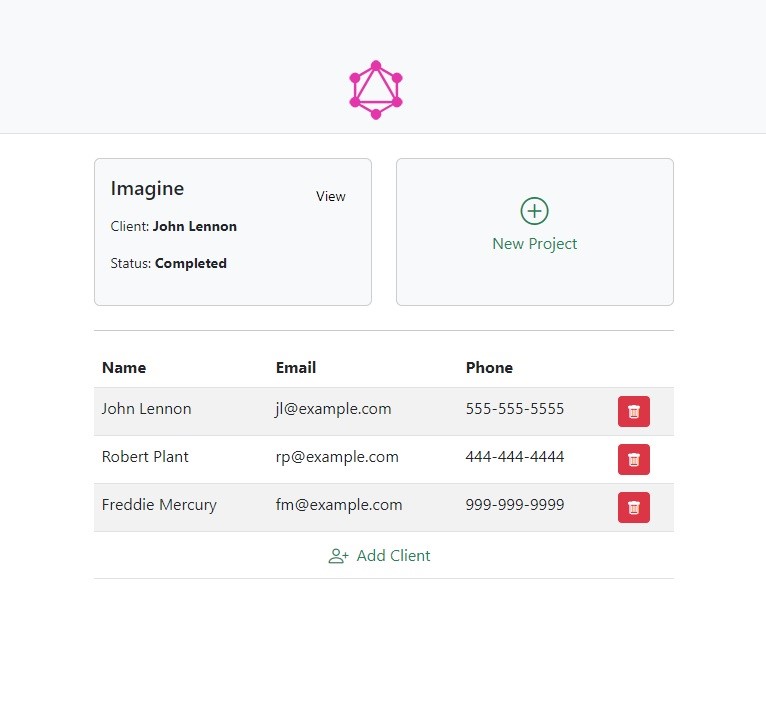 Imagine
View
Client: John Lennon
Status: Completed
New Project
Name Email Phone
John Lennon jl@example.com 555-555-5555
Robert Plant rp@example.com 444-444-4444
Freddie Mercury fm@example.com 999-999-9999
Add Client